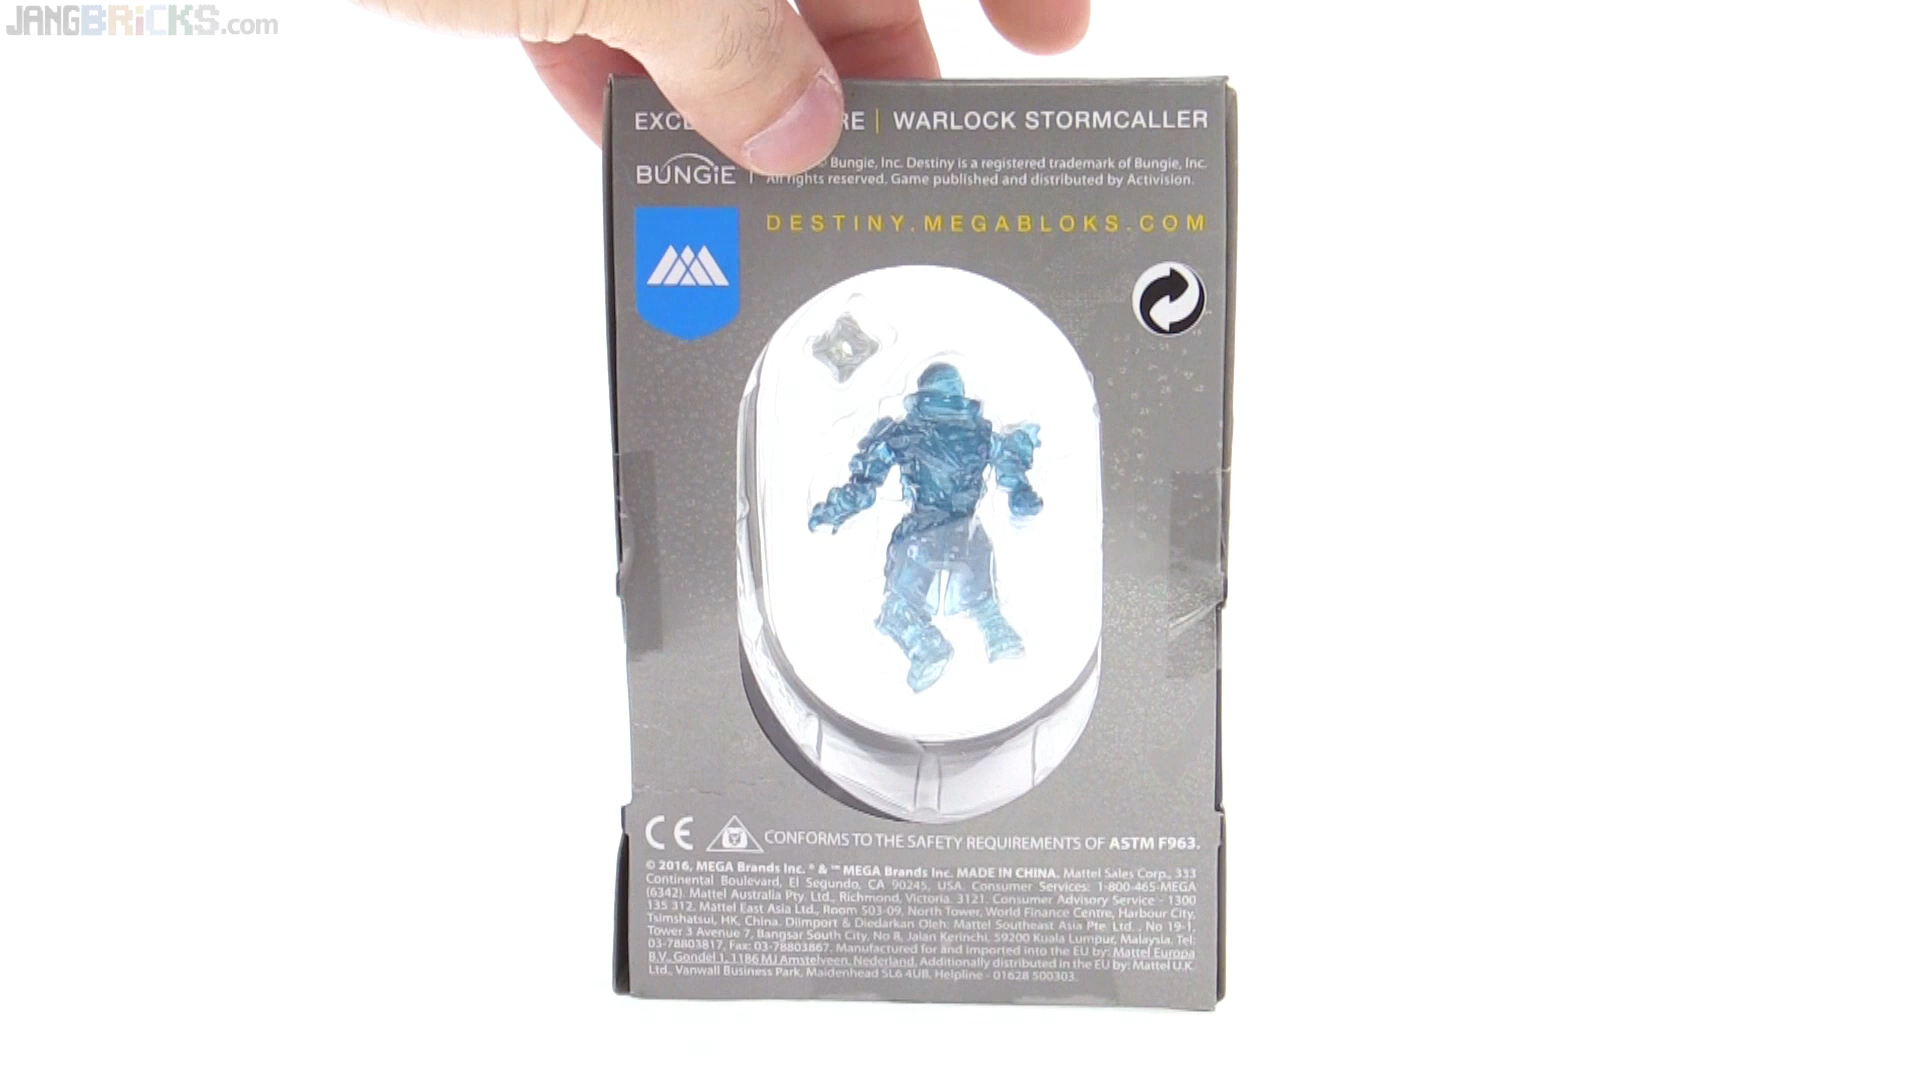 JANGBRiCKS.com
EXCL RE | WARLOCK STORMCALLER
BUNGiE | © Bungie, Inc. Destiny is a registered trademark of Bungie, Inc.
All rights reserved. Game published and distributed by Activision.
DESTINY.MEGABLOKS.COM
CE CONFORMS TO THE SAFETY REQUIREMENTS OF ASTM F963.
© 2016, MEGA Brands Inc. ® & ™ MEGA Brands Inc. MADE IN CHINA. Mattel Sales Corp., 333
Continental Boulevard, El Segundo, CA 90245, USA. Consumer Services: 1-800-465-MEGA
(6342). Mattel Australia Pty. Ltd., Richmond, Victoria. 3121. Consumer Advisory Service - 1300
135 312. Mattel East Asia Ltd., Room 503-09, North Tower, World Finance Centre, Harbour City,
Tsimshatsui, HK, China. Diimport & Diedarkan Oleh: Mattel Southeast Asia Pte. Ltd. , No 19-1,
Tower 3 Avenue 7, Bangsar South City, No 8, Jalan Kerinchi, 59200 Kuala Lumpur, Malaysia. Tel:
03-78803817, Fax: 03-78803867. Manufactured for and imported into the EU by: Mattel Europa
B.V., Gondel 1, 1186 MJ Amstelveen, Nederland. Additionally distributed in the EU by: Mattel U.K.
Ltd., Vanwall Business Park, Maidenhead SL6 4UB. Helpline - 01628 500303.